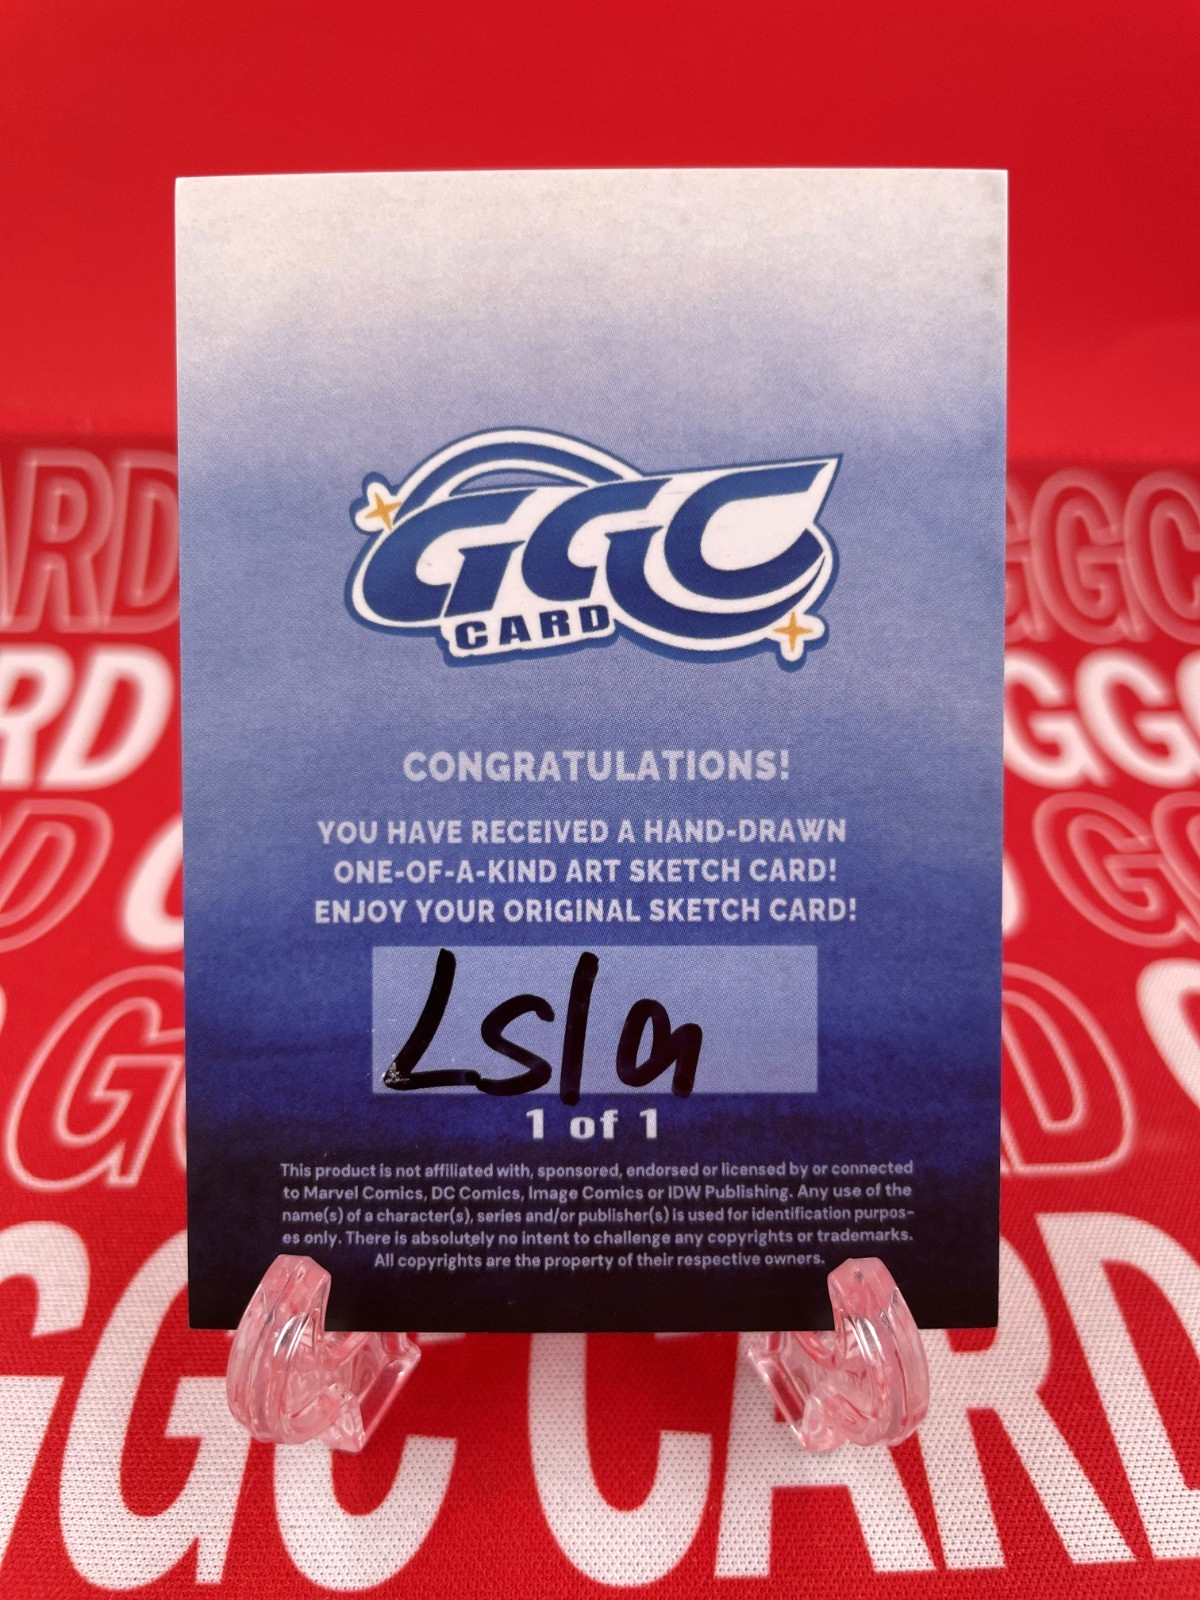 GGC
CARD
CONGRATULATIONS!
YOU HAVE RECEIVED A HAND-DRAWN
ONE-OF-A-KIND ART SKETCH CARD!
ENJOY YOUR ORIGINAL SKETCH CARD!
1 of 1
This product is not affiliated with, sponsored, endorsed or licensed by or connected
to Marvel Comics, DC Comics, Image Comics or IDW Publishing. Any use of the
name(s) of a character(s), series and/or publisher(s) is used for identification purpos-
es only. There is absolutely no intent to challenge any copyrights or trademarks.
All copyrights are the property of their respective owners.
GGC CARD